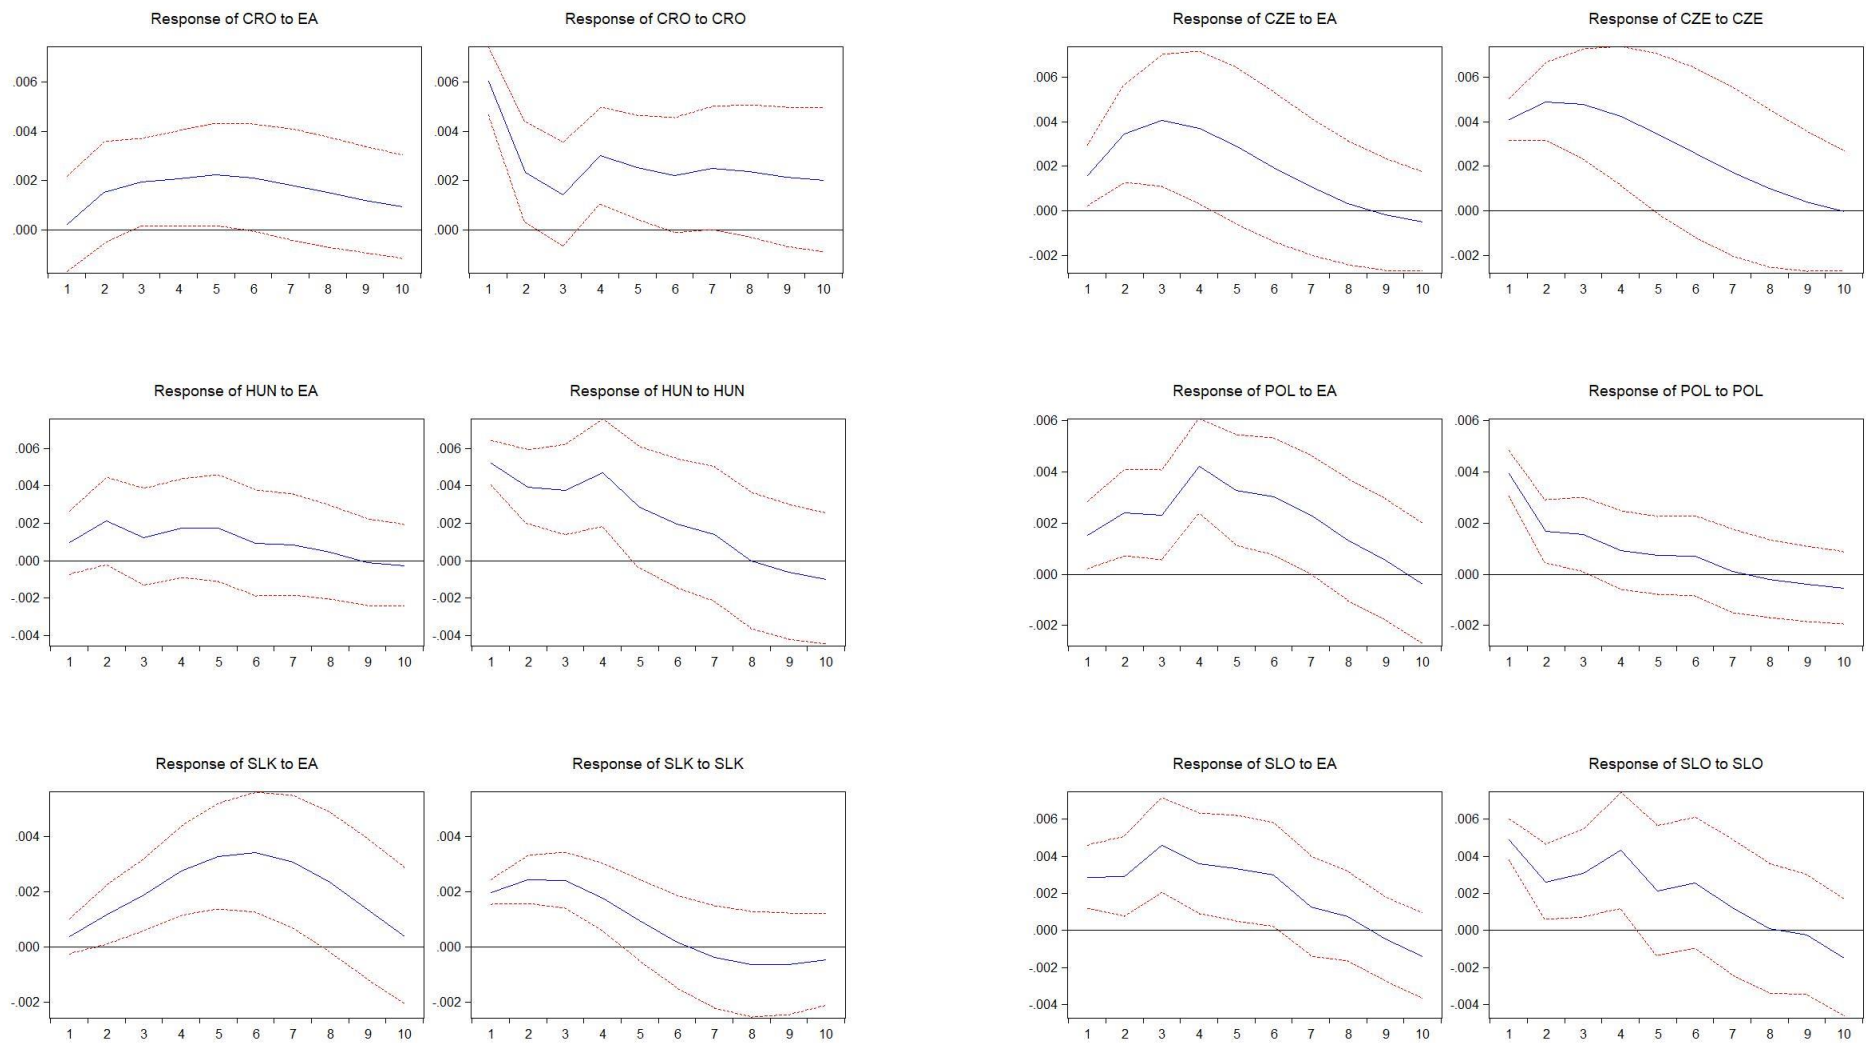 Response of CRO to EA
.006
.004
.002
.000
1 2 3 4 5 6 7 8 9 10
Response of CRO to CRO
.006
.004
.002
.000
1 2 3 4 5 6 7 8 9 10
Response of CZE to EA
.006
.004
.002
.000
-.002
1 2 3 4 5 6 7 8 9 10
Response of CZE to CZE
.006
.004
.002
.000
-.002
1 2 3 4 5 6 7 8 9 10
Response of HUN to EA
.006
.004
.002
.000
-.002
-.004
1 2 3 4 5 6 7 8 9 10
Response of HUN to HUN
.006
.004
.002
.000
-.002
-.004
1 2 3 4 5 6 7 8 9 10
Response of POL to EA
.006
.004
.002
.000
-.002
1 2 3 4 5 6 7 8 9 10
Response of POL to POL
.006
.004
.002
.000
-.002
1 2 3 4 5 6 7 8 9 10
Response of SLK to EA
.004
.002
.000
-.002
1 2 3 4 5 6 7 8 9 10
Response of SLK to SLK
.004
.002
.000
-.002
1 2 3 4 5 6 7 8 9 10
Response of SLO to EA
.006
.004
.002
.000
-.002
-.004
1 2 3 4 5 6 7 8 9 10
Response of SLO to SLO
.006
.004
.002
.000
-.002
-.004
1 2 3 4 5 6 7 8 9 10